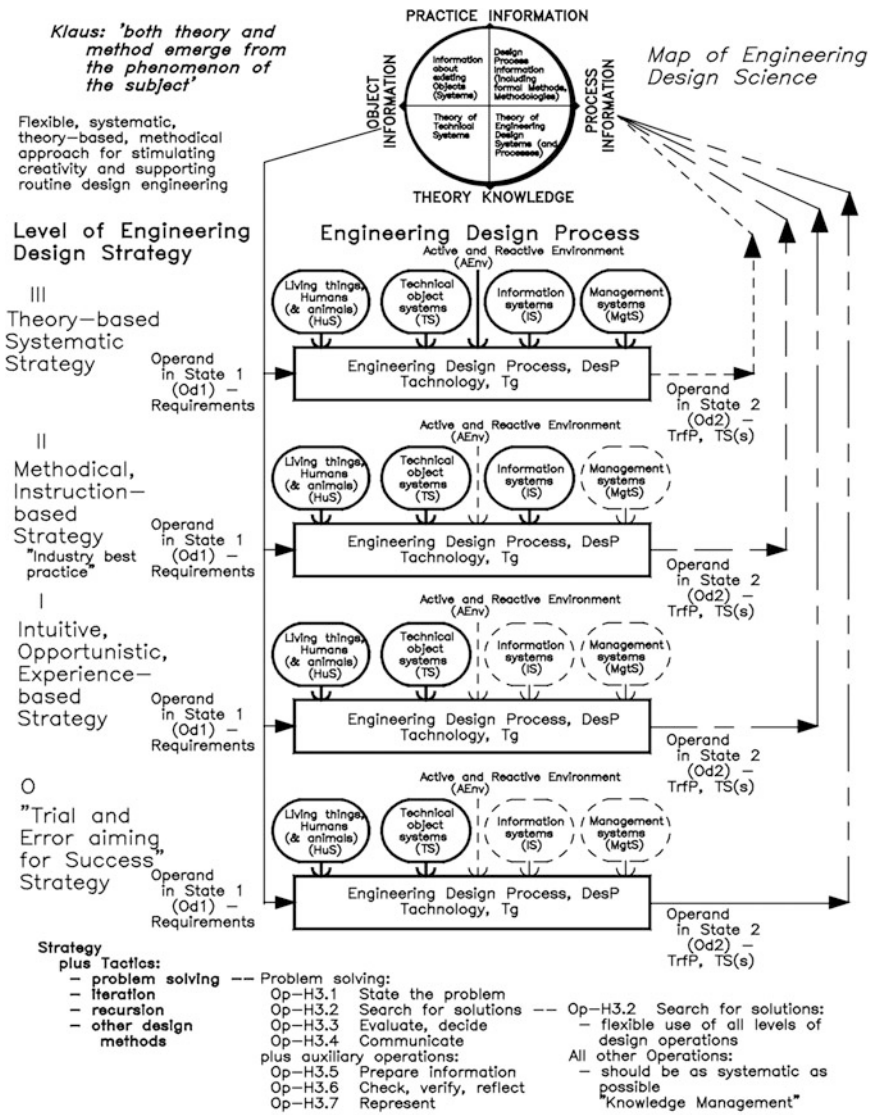 Klaus: 'both theory and
method emerge from
the phenomenon of
the subject'
Flexible, systematic,
theory–based, methodical
approach for stimulating
creativity and supporting
routine design engineering
PRACTICE INFORMATION
OBJECT
INFORMATION
Information
about
existing
Objects
(Systems)
Design
Process
Information
(Including
formal Methods,
Methodologies)
Theory of
Technical
Systems
Theory of
Engineering
Design
Systems (and
Processes)
PROCESS
INFORMATION
THEORY KNOWLEDGE
Map of Engineering
Design Science
Level of Engineering
Design Strategy
Engineering Design Process
III
Theory–based
Systematic
Strategy
Active and Reactive Environment
(AEnv)
Living things,
Humans
(& animals)
(HuS)
Technical
object
systems
(TS)
Information
systems
(IS)
Management
systems
(MgtS)
Operand
in State 1
(Od1) –
Requirements
Engineering Design Process, DesP
Tachnology, Tg
Operand
in State 2
(Od2) –
TrfP, TS(s)
II
Methodical,
Instruction–
based
Strategy
"Industry best
practice"
Active and Reactive Environment
(AEnv)
Living things,
Humans
(& animals)
(HuS)
Technical
object
systems
(TS)
Information
systems
(IS)
Management
systems
(MgtS)
Operand
in State 1
(Od1) –
Requirements
Engineering Design Process, DesP
Tachnology, Tg
Operand
in State 2
(Od2) –
TrfP, TS(s)
I
Intuitive,
Opportunistic,
Experience–
based
Strategy
Active and Reactive Environment
(AEnv)
Living things,
Humans
(& animals)
(HuS)
Technical
object
systems
(TS)
Information
systems
(IS)
Management
systems
(MgtS)
Operand
in State 1
(Od1) –
Requirements
Engineering Design Process, DesP
Tachnology, Tg
Operand
in State 2
(Od2) –
TrfP, TS(s)
O
"Trial and
Error aiming
for Success"
Strategy
Active and Reactive Environment
(AEnv)
Living things,
Humans
(& animals)
(HuS)
Technical
object
systems
(TS)
Information
systems
(IS)
Management
systems
(MgtS)
Operand
in State 1
(Od1) –
Requirements
Engineering Design Process, DesP
Tachnology, Tg
Operand
in State 2
(Od2) –
TrfP, TS(s)
Strategy
plus Tactics:
– problem solving
– iteration
– recursion
– other design
methods
Problem solving:
Op–H3.1 State the problem
Op–H3.2 Search for solutions
Op–H3.3 Evaluate, decide
Op–H3.4 Communicate
plus auxiliary operations:
Op–H3.5 Prepare information
Op–H3.6 Check, verify, reflect
Op–H3.7 Represent
Op–H3.2 Search for solutions:
– flexible use of all levels of
design operations
All other Operations:
– should be as systematic as
possible
"Knowledge Management"